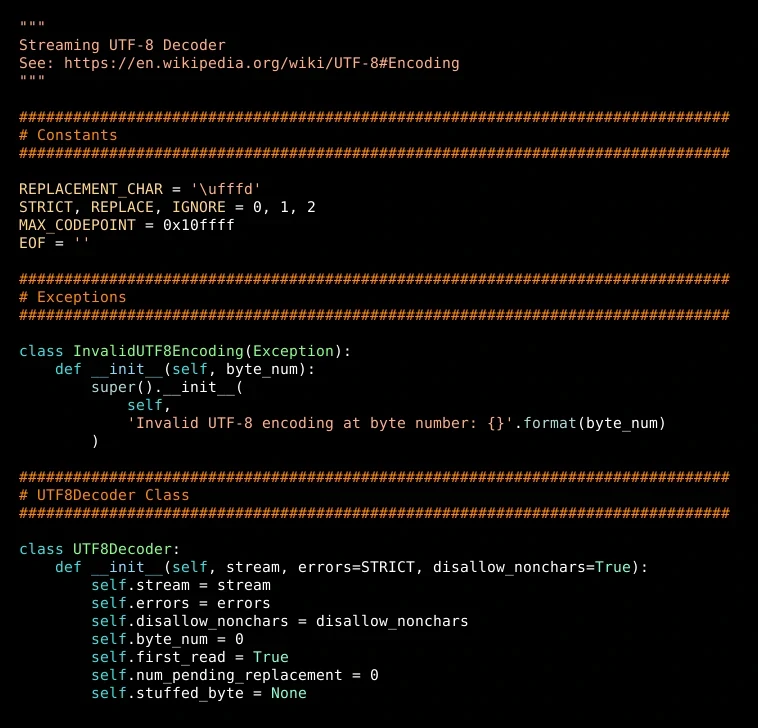 """
Streaming UTF-8 Decoder
See: https://en.wikipedia.org/wiki/UTF-8#Encoding
"""
###############################################################################
# Constants
###############################################################################
REPLACEMENT_CHAR = '\ufffd'
STRICT, REPLACE, IGNORE = 0, 1, 2
MAX_CODEPOINT = 0x10ffff
EOF = ''
###############################################################################
# Exceptions
###############################################################################
class InvalidUTF8Encoding(Exception):
    def __init__(self, byte_num):
        super().__init__(
            self,
            'Invalid UTF-8 encoding at byte number: {}'.format(byte_num)
        )
###############################################################################
# UTF8Decoder Class
###############################################################################
class UTF8Decoder:
    def __init__(self, stream, errors=STRICT, disallow_nonchars=True):
        self.stream = stream
        self.errors = errors
        self.disallow_nonchars = disallow_nonchars
        self.byte_num = 0
        self.first_read = True
        self.num_pending_replacement = 0
        self.stuffed_byte = None